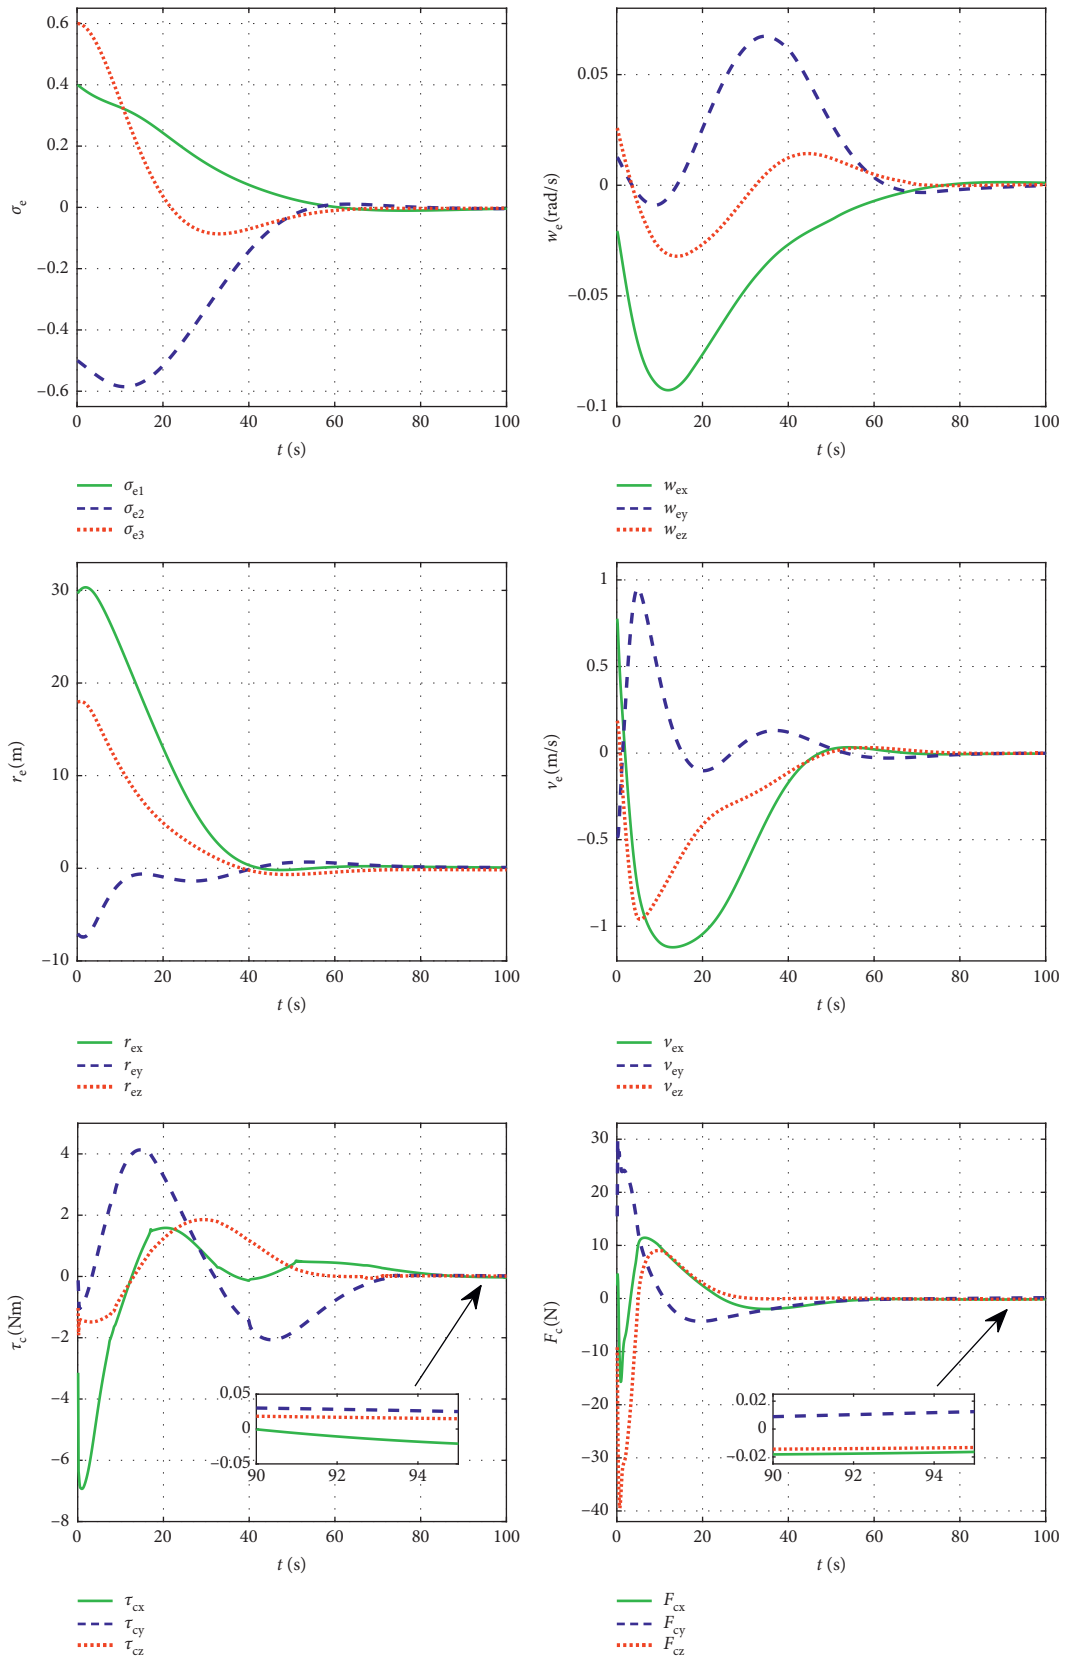 0.6
0.4
0.2
0
–0.2
–0.4
–0.6
σe
0 20 40 60 80 100
t (s)
σe1
σe2
σe3
0.05
0
–0.05
–0.1
we (rad/s)
0 20 40 60 80 100
t (s)
wex
wey
wez
30
20
10
0
–10
re (m)
0 20 40 60 80 100
t (s)
rex
rey
rez
1
0.5
0
–0.5
–1
ve (m/s)
0 20 40 60 80 100
t (s)
vex
vey
vez
4
2
0
–2
–4
–6
–8
τc (Nm)
0.05
0
–0.05
90 92 94
0 20 40 60 80 100
t (s)
τcx
τcy
τcz
30
20
10
0
–10
–20
–30
–40
Fc (N)
0.02
0
–0.02
90 92 94
0 20 40 60 80 100
t (s)
Fcx
Fcy
Fcz